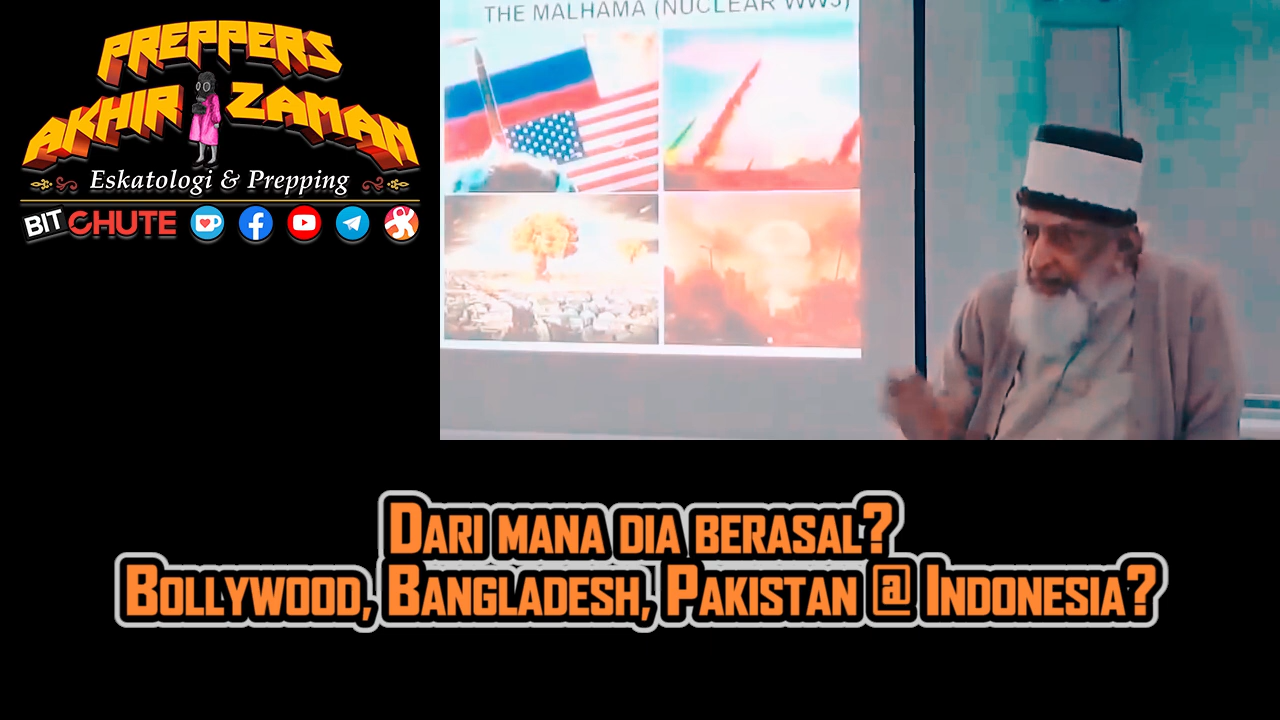 PREPPERS
AKHIR ZAMAN
Eskatologi & Prepping
BITCHUTE
THE MALHAMA (NUCLEAR WW3)
DARI MANA DIA BERASAL?
BOLLYWOOD, BANGLADESH, PAKISTAN @ INDONESIA?